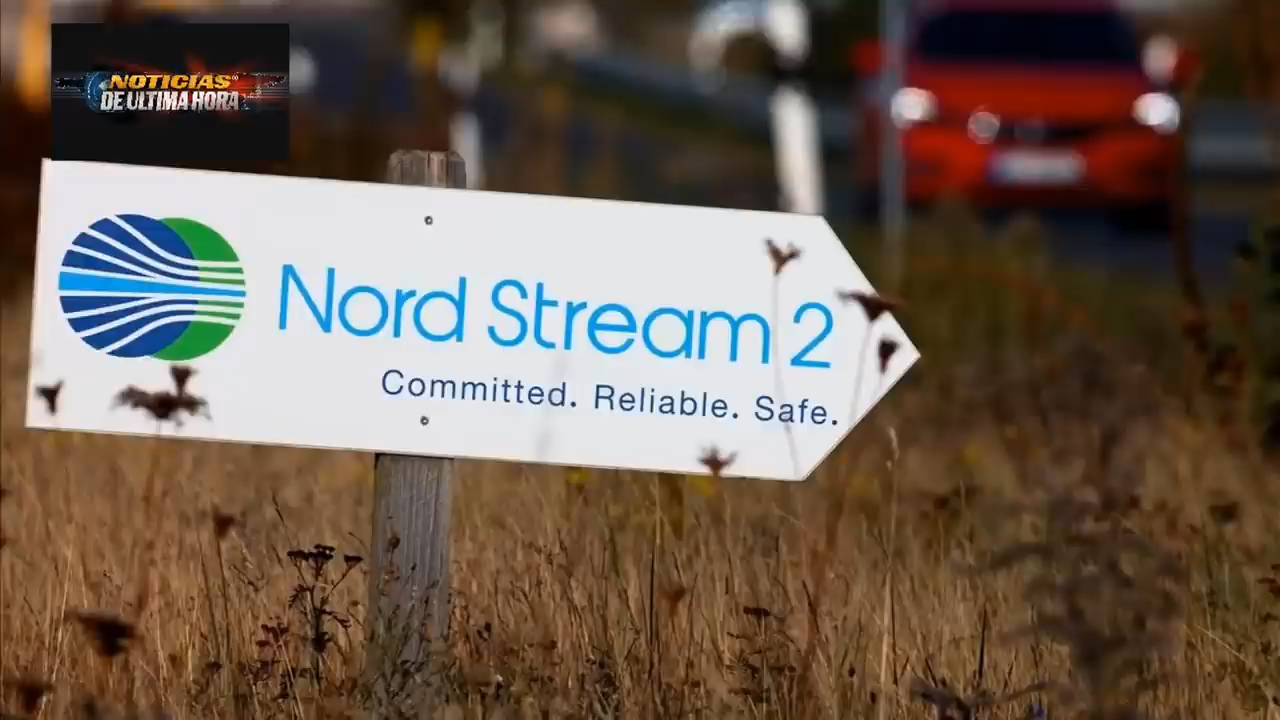 NOTICIAS
DE ULTIMA HORA
Nord Stream 2
Committed. Reliable. Safe.